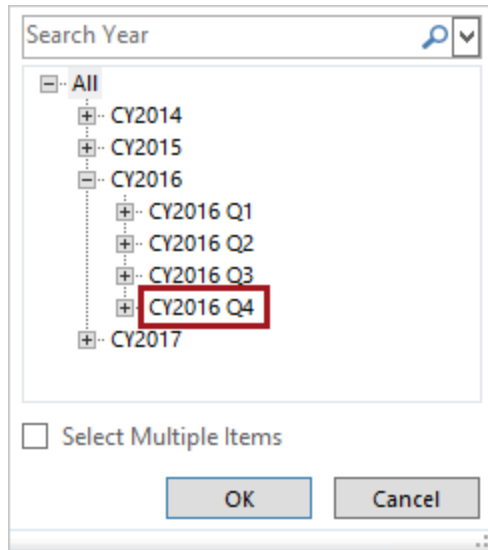 Search Year
All
CY2014
CY2015
CY2016
CY2016 Q1
CY2016 Q2
CY2016 Q3
CY2016 Q4
CY2017
Select Multiple Items
OK Cancel